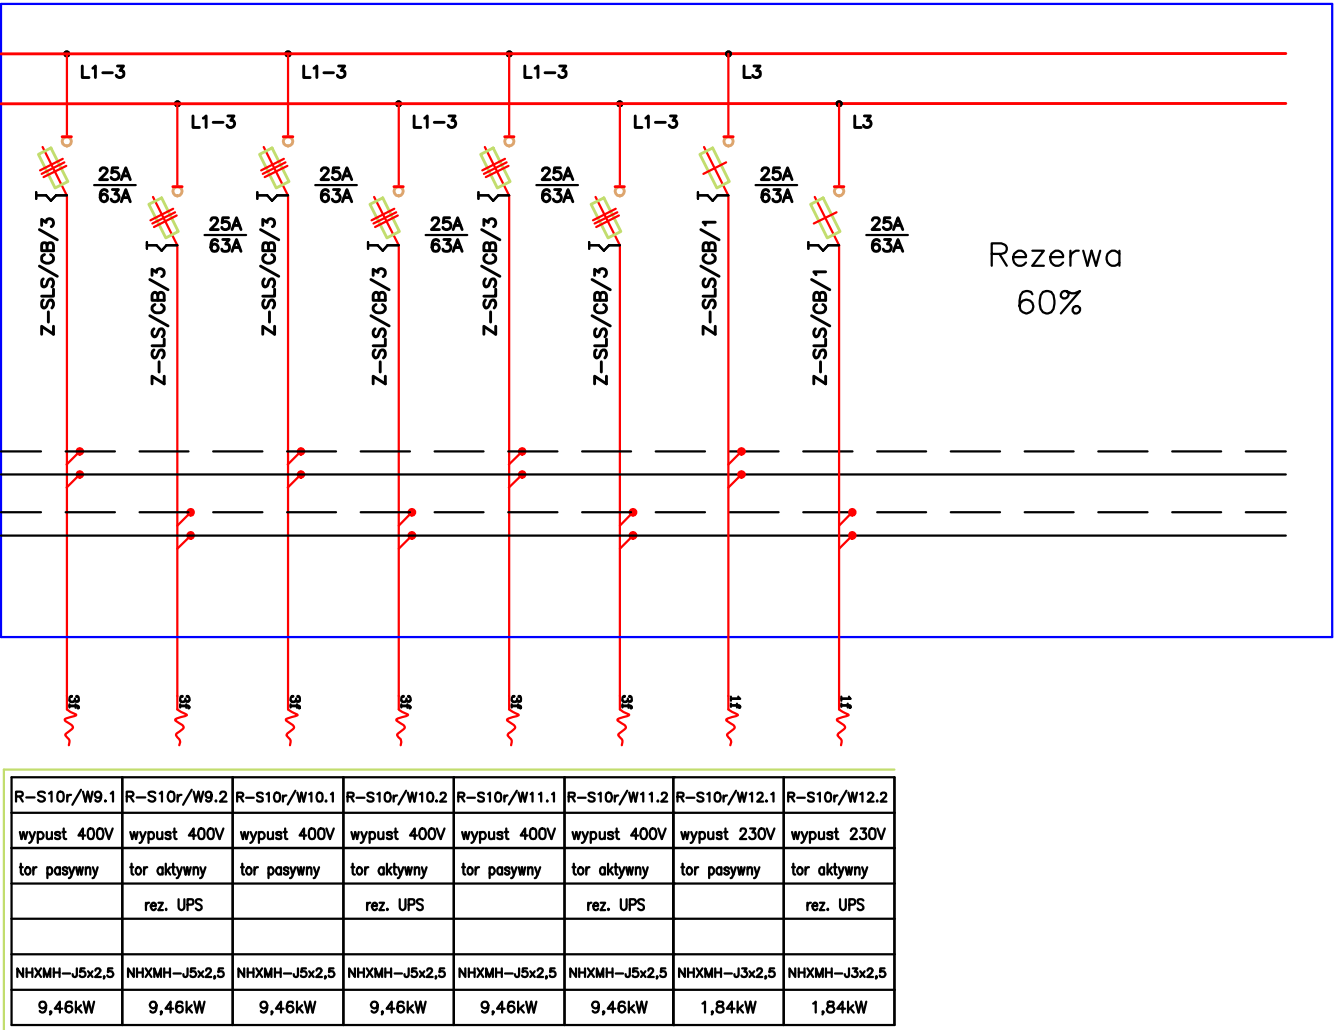 L1-3
L1-3
L1-3
L3
L1-3
L1-3
L1-3
L3
25A
63A
25A
63A
25A
63A
25A
63A
25A
63A
25A
63A
25A
63A
25A
63A
Z-SLS/CB/3
Z-SLS/CB/3
Z-SLS/CB/3
Z-SLS/CB/3
Z-SLS/CB/3
Z-SLS/CB/3
Z-SLS/CB/1
Z-SLS/CB/1
Rezerwa
60%
3f
3f
3f
3f
3f
3f
1f
1f
R-S10r/W9.1 R-S10r/W9.2 R-S10r/W10.1 R-S10r/W10.2 R-S10r/W11.1 R-S10r/W11.2 R-S10r/W12.1 R-S10r/W12.2
wypust 400V wypust 400V wypust 400V wypust 400V wypust 400V wypust 400V wypust 230V wypust 230V
tor pasywny tor aktywny tor pasywny tor aktywny tor pasywny tor aktywny tor pasywny tor aktywny
rez. UPS rez. UPS rez. UPS rez. UPS
NHXMH-J5x2,5 NHXMH-J5x2,5 NHXMH-J5x2,5 NHXMH-J5x2,5 NHXMH-J5x2,5 NHXMH-J5x2,5 NHXMH-J3x2,5 NHXMH-J3x2,5
9,46kW 9,46kW 9,46kW 9,46kW 9,46kW 9,46kW 1,84kW 1,84kW